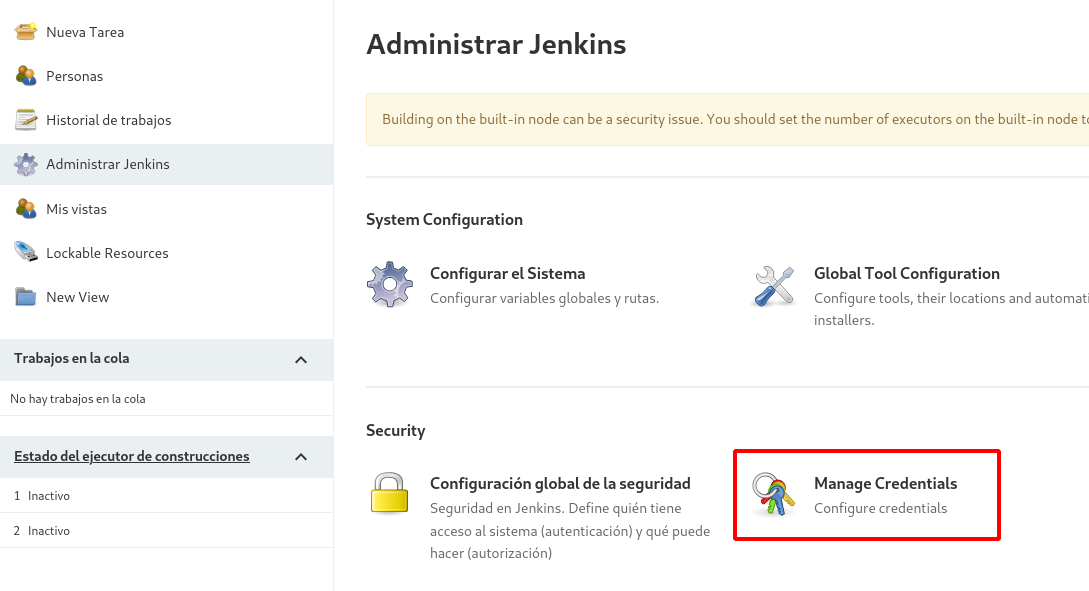 Nueva Tarea
Personas
Historial de trabajos
Administrar Jenkins
Mis vistas
Lockable Resources
New View
Trabajos en la cola
No hay trabajos en la cola
Estado del ejecutor de construcciones
1 Inactivo
2 Inactivo
Administrar Jenkins
Building on the built-in node can be a security issue. You should set the number of executors on the built-in node
System Configuration
Configurar el Sistema
Configurar variables globales y rutas.
Global Tool Configuration
Configure tools, their locations and
installers.
Security
Configuración global de la seguridad
Seguridad en Jenkins. Define quién tiene
acceso al sistema (autenticación) y qué puede
hacer (autorización)
Manage Credentials
Configure credentials